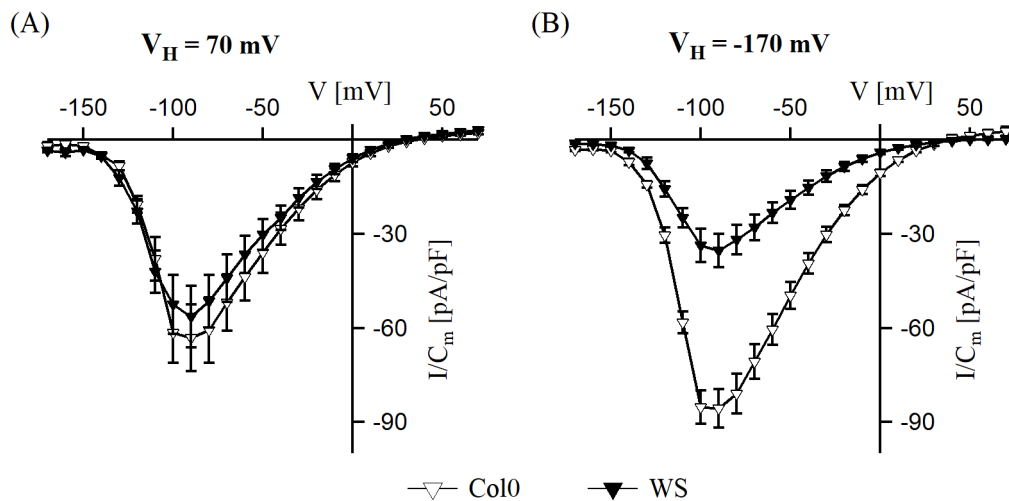 (A)
V_H = 70 mV
V [mV]
-150 -100 -50 50
-30
-60
-90
I/C_m [pA/pF]
(B)
V_H = -170 mV
V [mV]
-150 -100 -50 50
-30
-60
-90
I/C_m [pA/pF]
Col0 WS